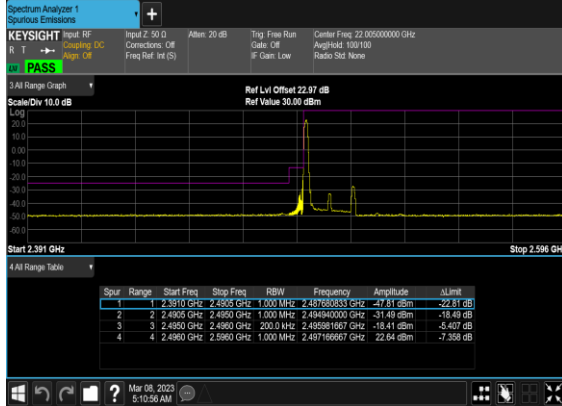 Spectrum Analyzer 1
Spurious Emissions
+
KEYSIGHT Input: RF Input Z: 50 Ω Atten: 20 dB Trig: Free Run Center Freq: 22.005000000 GHz
R T Coupling: DC Corrections: Off Gate: Off Avg|Hold: 100/100
Align: Off Freq Ref: Int (S) IF Gain: Low Radio Std: None
PASS
3 All Range Graph
Ref Lvl Offset 22.97 dB
Scale/Div 10.0 dB Ref Value 30.00 dBm
Log
20.0
10.0
0.00
-10.0
-20.0
-30.0
-40.0
-50.0
-60.0
Start 2.391 GHz Stop 2.596 GH
4 All Range Table
Spur Range Start Freq Stop Freq RBW Frequency Amplitude ΔLimit
1 1 2.3910 GHz 2.4905 GHz 1.000 MHz 2.487680833 GHz -47.81 dBm -22.81 dB
2 2 2.4905 GHz 2.4950 GHz 1.000 MHz 2.494940000 GHz -31.49 dBm -18.49 dB
3 3 2.4950 GHz 2.4960 GHz 200.0 kHz 2.495981667 GHz -18.41 dBm -5.407 dB
4 4 2.4960 GHz 2.5960 GHz 1.000 MHz 2.497166667 GHz 22.64 dBm -7.358 dB
? Mar 08, 2023
5:10:56 AM